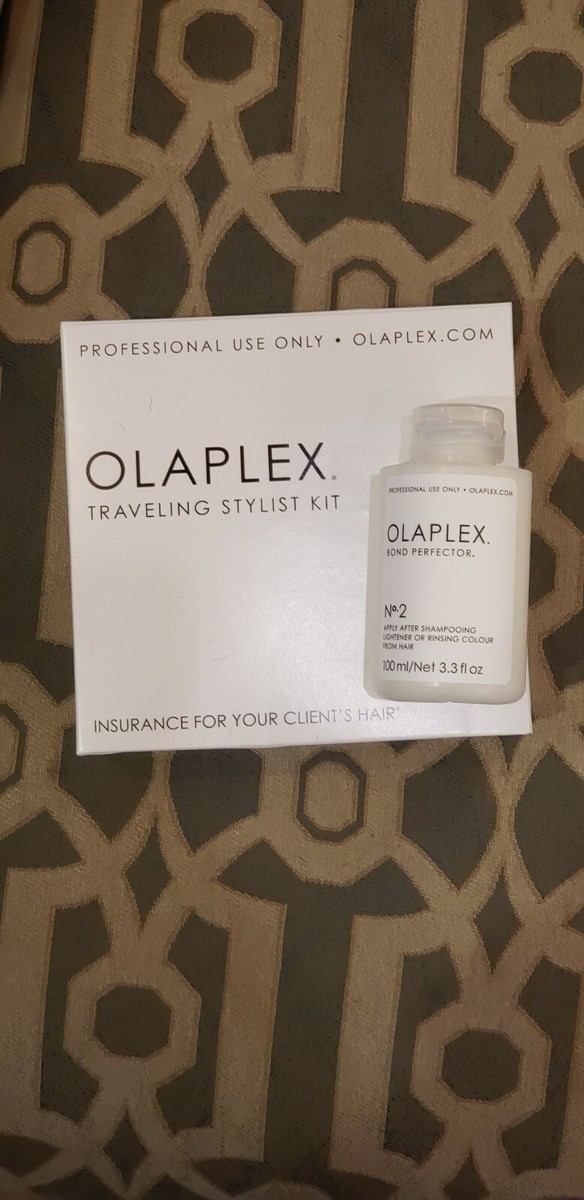 PROFESSIONAL USE ONLY • OLAPLEX.COM
OLAPLEX®
TRAVELING STYLIST KIT
INSURANCE FOR YOUR CLIENT'S HAIR®
PROFESSIONAL USE ONLY • OLAPLEX.COM
OLAPLEX®
BOND PERFECTOR®
Nº.2
APPLY AFTER SHAMPOOING
LIGHTENER OR RINSING COLOUR
FROM HAIR
100 ml/Net 3.3 fl oz